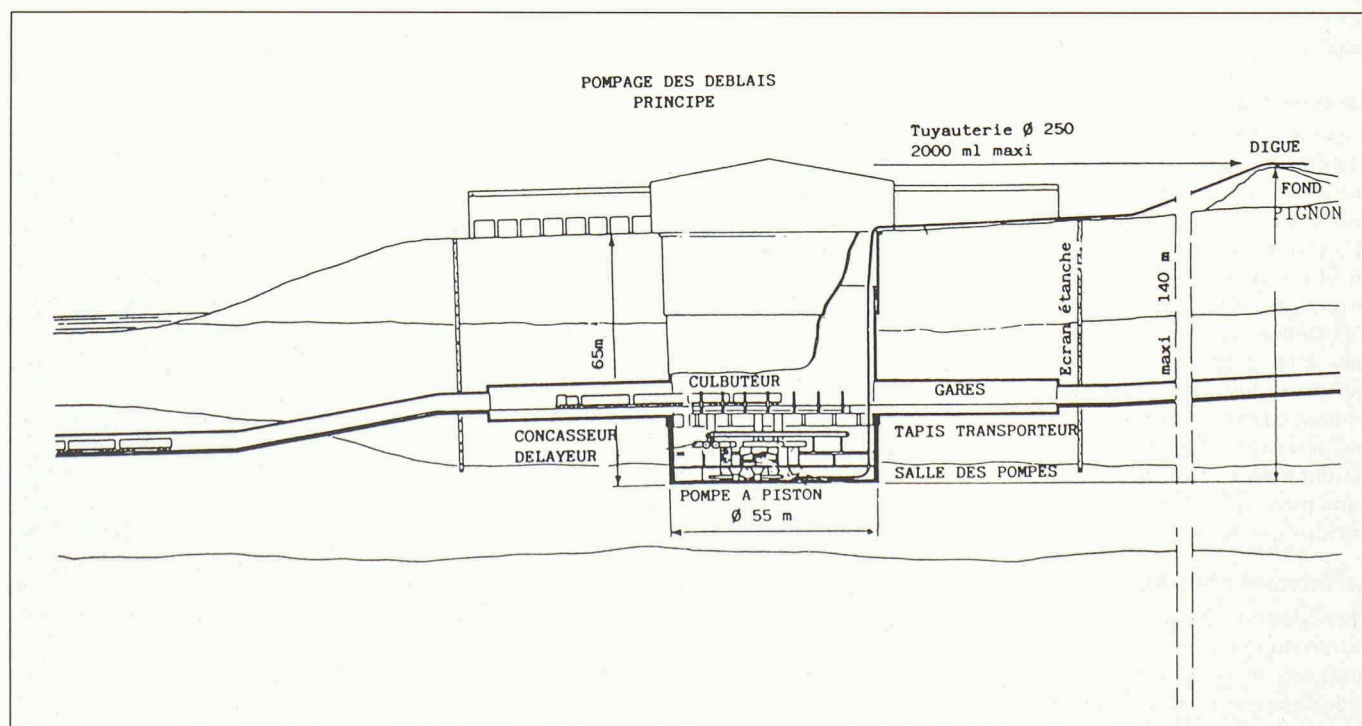 POMPAGE DES DEBLAIS
PRINCIPE
Tuyauterie Ø 250
2000 ml maxi
DIGUE
FOND
PIGNON
Ecran étanche
maxi 140 m
65m
CULBUTEUR
GARES
CONCASSEUR
DELAYEUR
TAPIS TRANSPORTEUR
SALLE DES POMPES
POMPE A PISTON
Ø 55 m